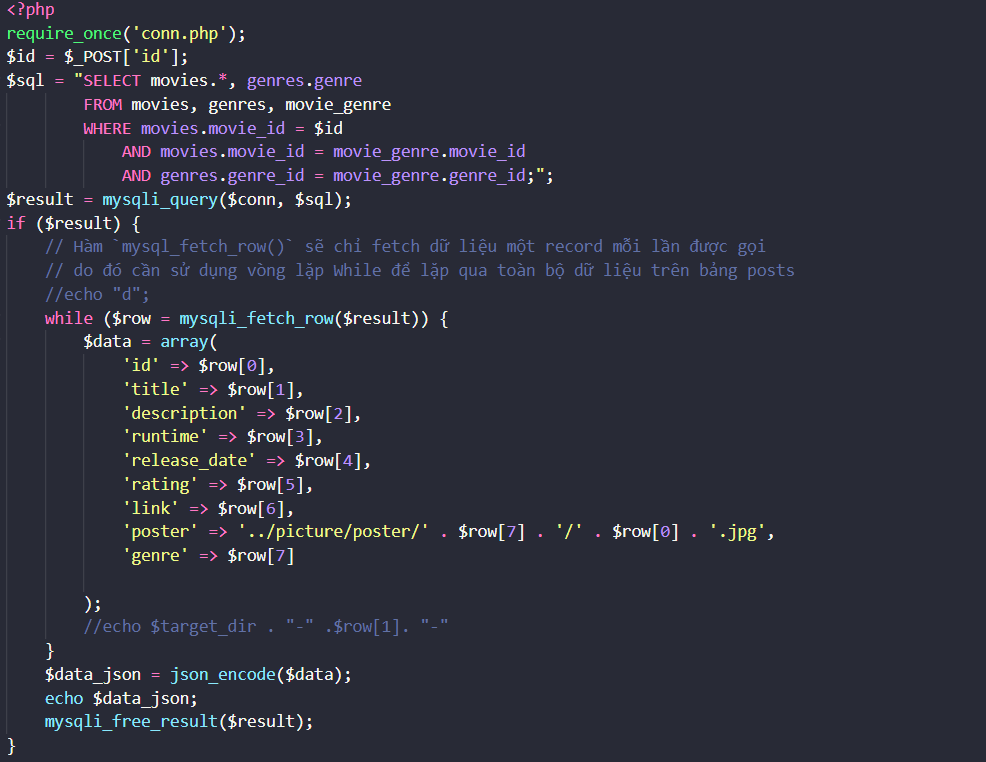 <?php
require_once('conn.php');
$id = $_POST['id'];
$sql = "SELECT movies.*, genres.genre
        FROM movies, genres, movie_genre
        WHERE movies.movie_id = $id
            AND movies.movie_id = movie_genre.movie_id
            AND genres.genre_id = movie_genre.genre_id;";
$result = mysqli_query($conn, $sql);
if ($result) {
    // Hàm `mysql_fetch_row()` sẽ chỉ fetch dữ liệu một record mỗi lần được gọi
    // do đó cần sử dụng vòng lặp While để lặp qua toàn bộ dữ liệu trên bảng posts
    //echo "d";
    while ($row = mysqli_fetch_row($result)) {
        $data = array(
            'id' => $row[0],
            'title' => $row[1],
            'description' => $row[2],
            'runtime' => $row[3],
            'release_date' => $row[4],
            'rating' => $row[5],
            'link' => $row[6],
            'poster' => '../picture/poster/' . $row[7] . '/' . $row[0] . '.jpg',
            'genre' => $row[7]
        );
        //echo $target_dir . "-" .$row[1]. "-"
    }
    $data_json = json_encode($data);
    echo $data_json;
    mysqli_free_result($result);
}